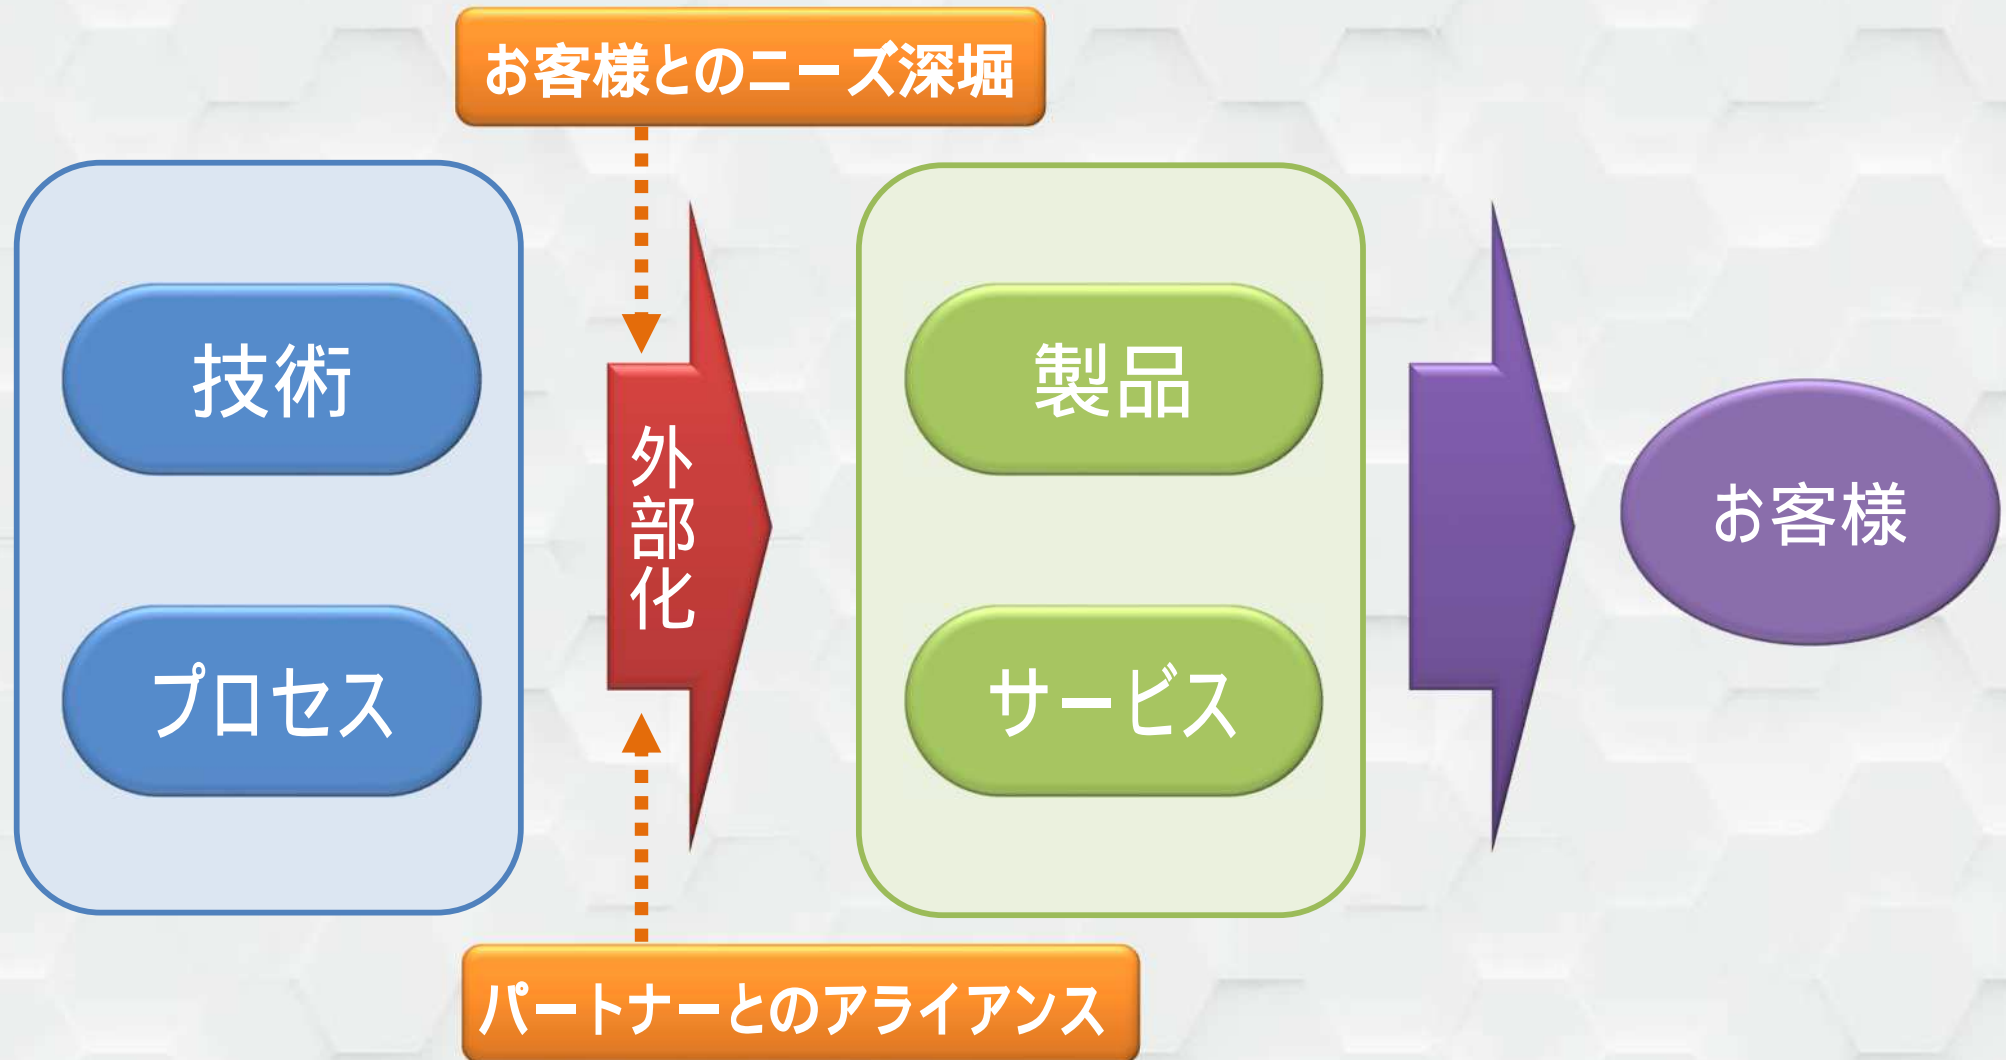 お客様とのニーズ深堀
技術
プロセス
外部化
製品
サービス
お客様
パートナーとのアライアンス